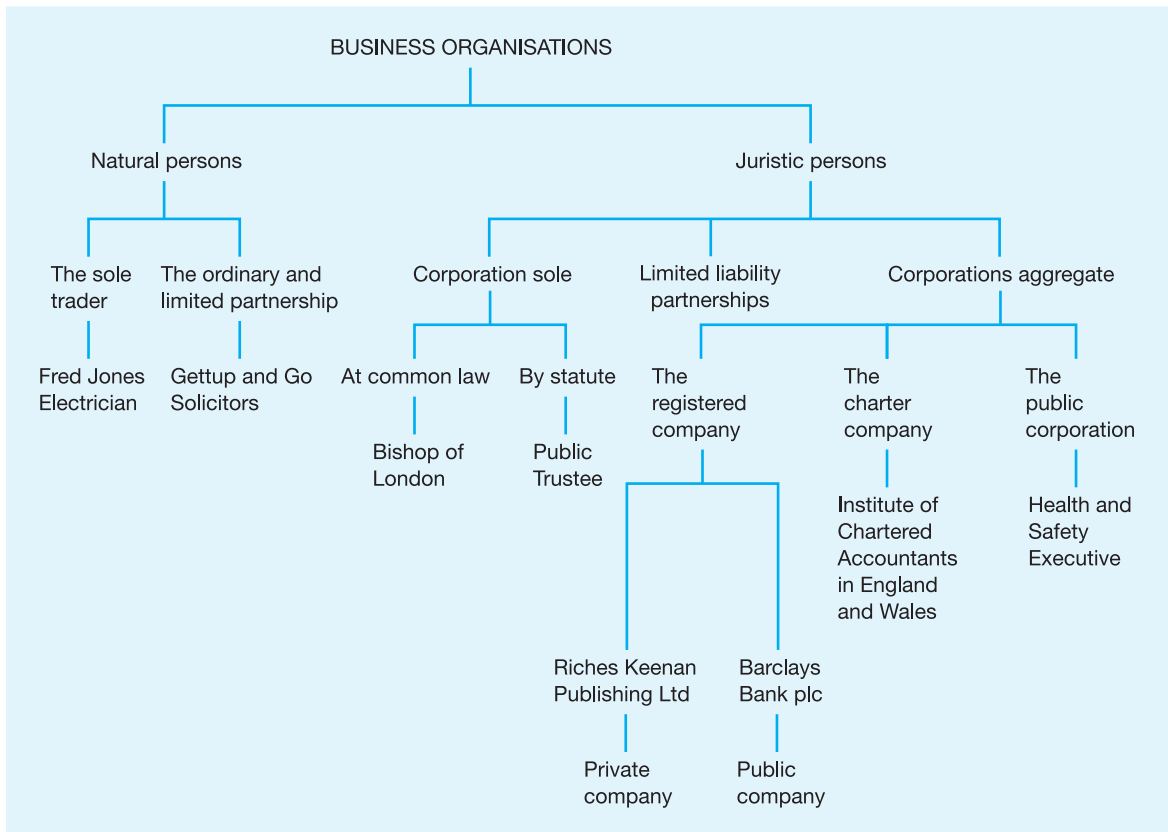 BUSINESS ORGANISATIONS
Natural persons
Juristic persons
The sole
trader
The ordinary and
limited partnership
Corporation sole
Limited liability
partnerships
Corporations aggregate
Fred Jones
Electrician
Gettup and Go
Solicitors
At common law
By statute
The
registered
company
The
charter
company
The
public
corporation
Bishop of
London
Public
Trustee
Institute of
Chartered
Accountants
in England
and Wales
Health and
Safety
Executive
Riches Keenan
Publishing Ltd
Barclays
Bank plc
Private
company
Public
company